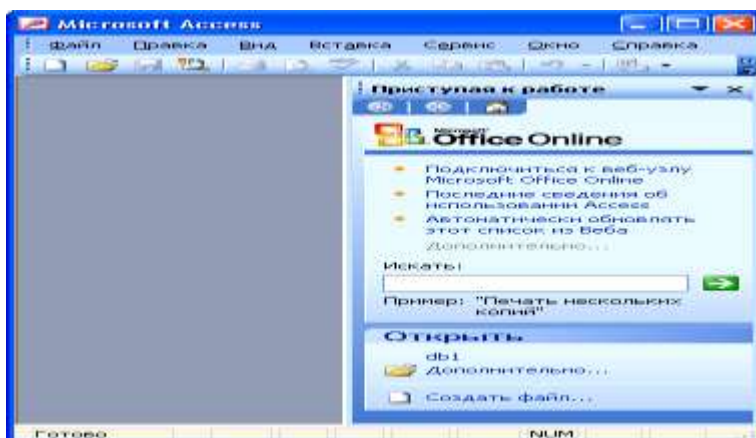 Microsoft Access
Файл Правка Вид Вставка Сервис Окно Справка
Приступая к работе
Microsoft
Office Online
Подключиться к веб-узлу
Microsoft Office Online
Последние сведения об
использовании Access
Автоматически обновлять
этот список из Веба
Дополнительно...
Искать:
Пример: "Печать нескольких
копий"
Открыть
db1
Дополнительно...
Создать файл...
Готово NUM